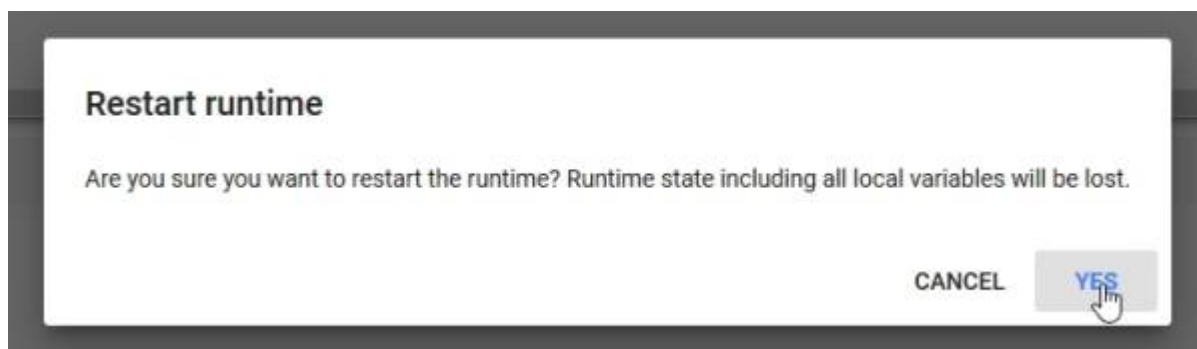 Restart runtime
Are you sure you want to restart the runtime? Runtime state including all local variables will be lost.
CANCEL YES